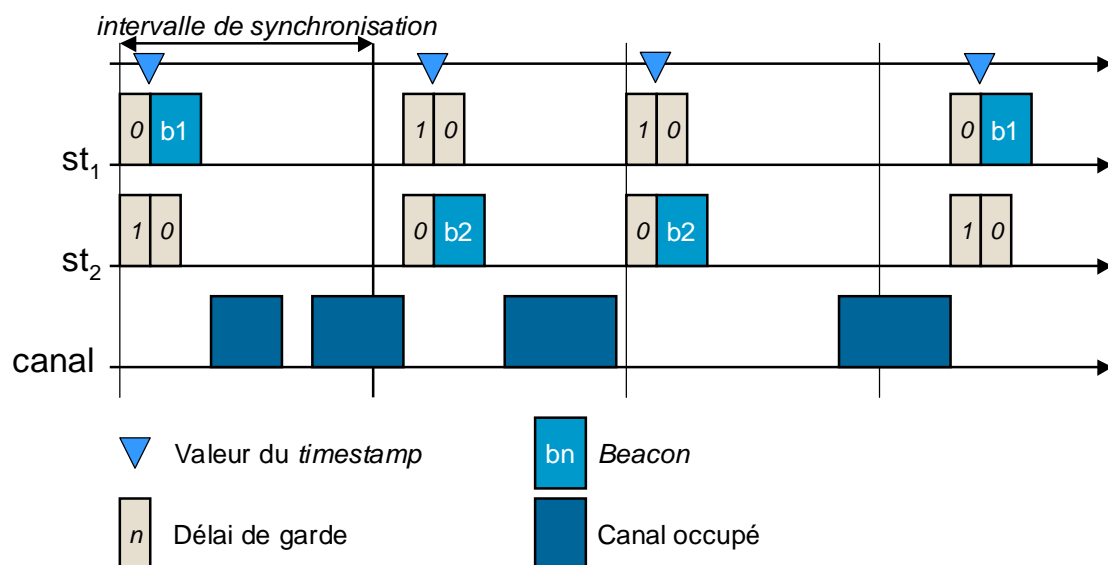 intervalle de synchronisation
st1
0 b1 1 0 1 0 0 b1
st2
1 0 0 b2 0 b2 1 0
canal
Valeur du timestamp
bn Beacon
n Délai de garde
Canal occupé